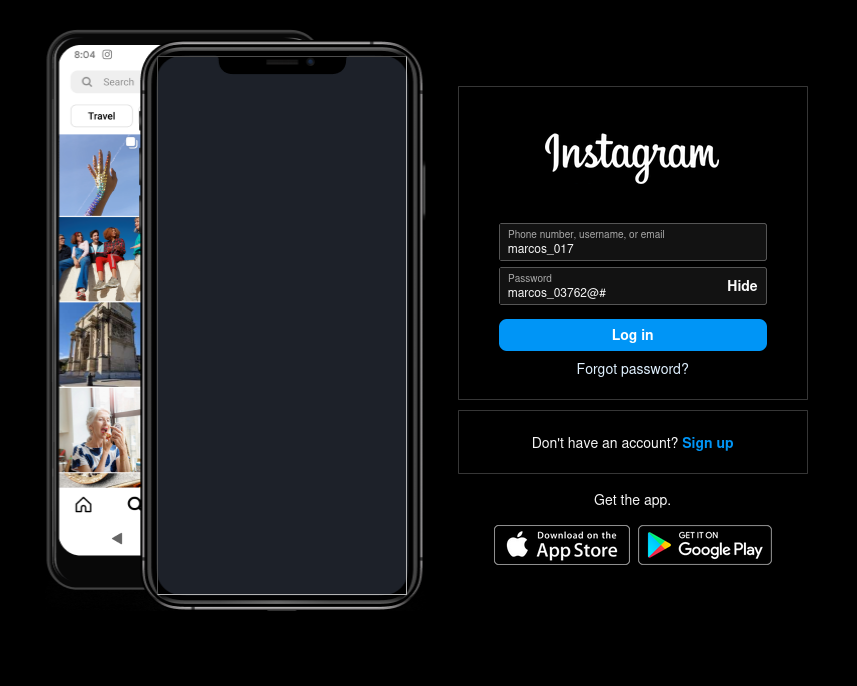 8:04
Search
Travel
Instagram
Phone number, username, or email
marcos_017
Password
marcos_03762@#
Hide
Log in
Forgot password?
Don't have an account? Sign up
Get the app.
Download on the
App Store
GET IT ON
Google Play